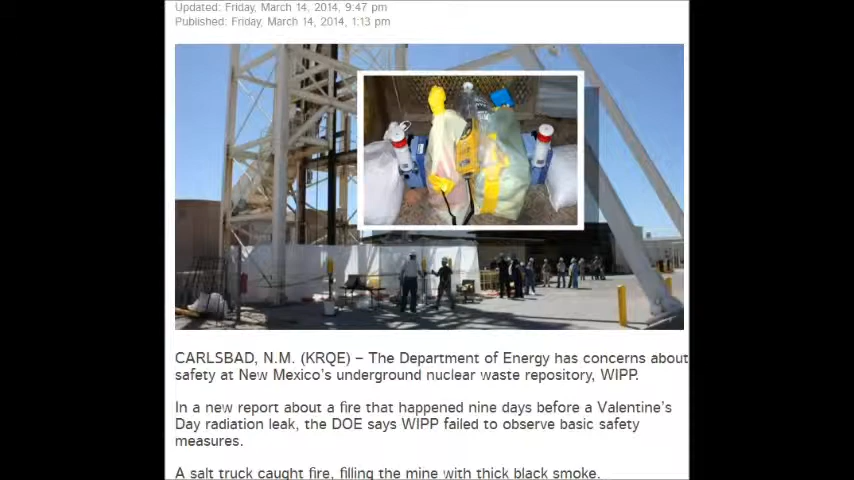 Updated: Friday, March 14, 2014, 9:47 pm
Published: Friday, March 14, 2014, 1:13 pm
CARLSBAD, N.M. (KRQE) – The Department of Energy has concerns about
safety at New Mexico's underground nuclear waste repository, WIPP.
In a new report about a fire that happened nine days before a Valentine's
Day radiation leak, the DOE says WIPP failed to observe basic safety
measures.
A salt truck caught fire, filling the mine with thick black smoke.